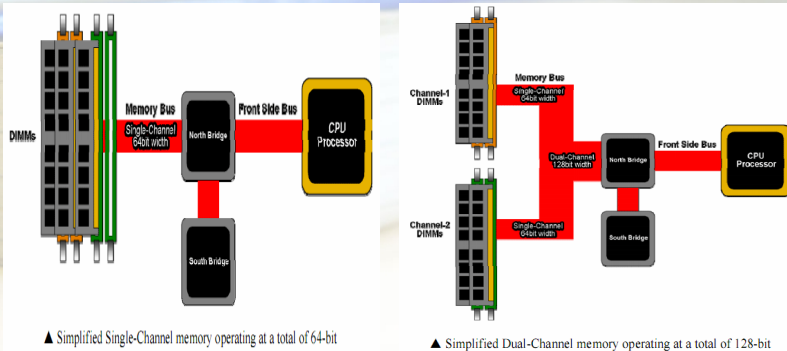 DIMMs
Memory Bus
Single-Channel
64bit width
North Bridge
Front Side Bus
CPU
Processor
South Bridge
▲ Simplified Single-Channel memory operating at a total of 64-bit
Channel-1
DIMMs
Memory Bus
Single-Channel
64bit width
Dual-Channel
128bit width
North Bridge
Front Side Bus
CPU
Processor
Channel-2
DIMMs
Single-Channel
64bit width
South Bridge
▲ Simplified Dual-Channel memory operating at a total of 128-bit